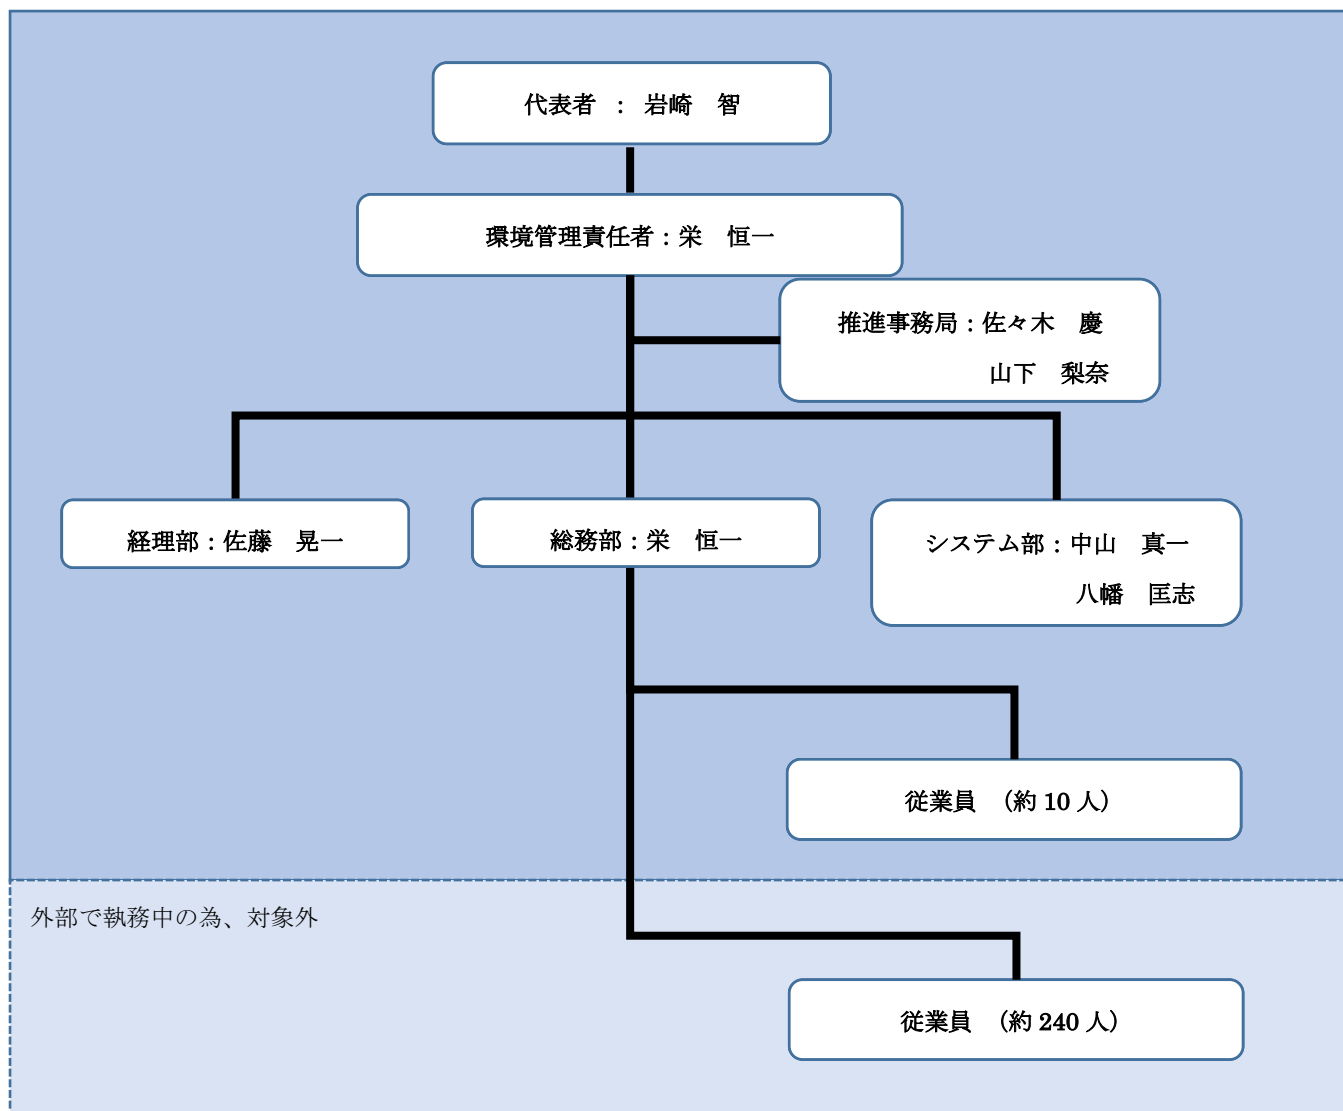 代表者　：　岩崎　智
環境管理責任者：栄　恒一
推進事務局：佐々木　慶
山下　梨奈
経理部：佐藤　晃一
総務部：栄　恒一
システム部：中山　真一
八幡　匡志
従業員　（約 10 人）
外部で執務中の為、対象外
従業員　（約 240 人）